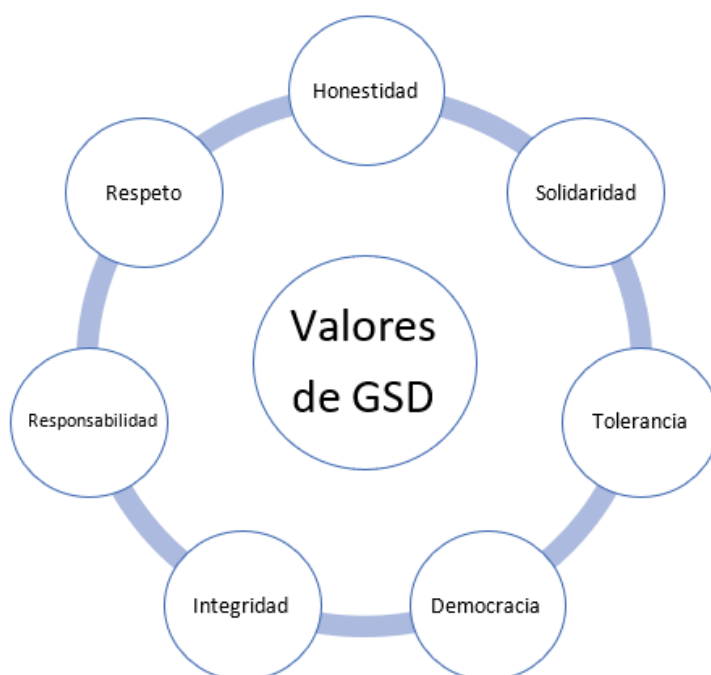 Honestidad
Solidaridad
Tolerancia
Democracia
Integridad
Responsabilidad
Respeto
Valores
de GSD